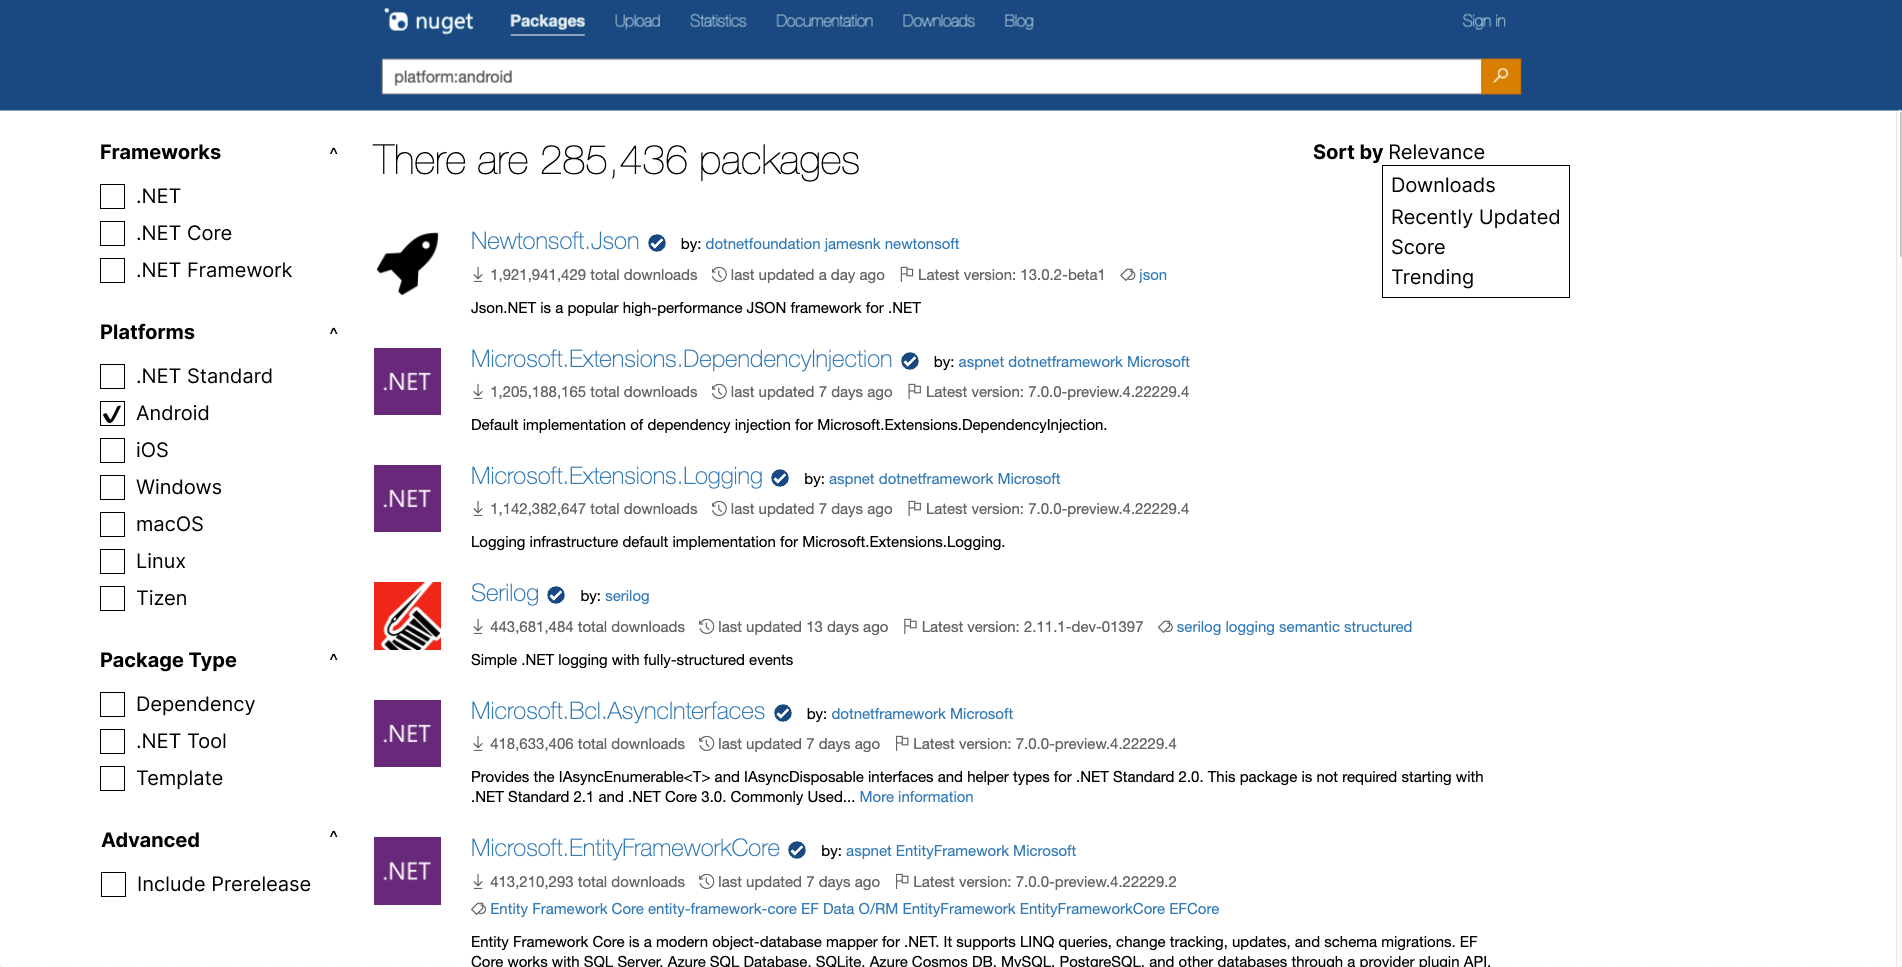 nuget Packages Upload Statistics Documentation Downloads Blog Sign in
platform:android
Frameworks ^
.NET
.NET Core
.NET Framework
Platforms ^
.NET Standard
Android
iOS
Windows
macOS
Linux
Tizen
Package Type ^
Dependency
.NET Tool
Template
Advanced ^
Include Prerelease
There are 285,436 packages
Sort by Relevance
Downloads
Recently Updated
Score
Trending
Newtonsoft.Json by: dotnetfoundation jamesnk newtonsoft
1,921,941,429 total downloads last updated a day ago Latest version: 13.0.2-beta1 json
Json.NET is a popular high-performance JSON framework for .NET
.NET
Microsoft.Extensions.DependencyInjection by: aspnet dotnetframework Microsoft
1,205,188,165 total downloads last updated 7 days ago Latest version: 7.0.0-preview.4.22229.4
Default implementation of dependency injection for Microsoft.Extensions.DependencyInjection.
.NET
Microsoft.Extensions.Logging by: aspnet dotnetframework Microsoft
1,142,382,647 total downloads last updated 7 days ago Latest version: 7.0.0-preview.4.22229.4
Logging infrastructure default implementation for Microsoft.Extensions.Logging.
Serilog by: serilog
443,681,484 total downloads last updated 13 days ago Latest version: 2.11.1-dev-01397 serilog logging semantic structured
Simple .NET logging with fully-structured events
.NET
Microsoft.Bcl.AsyncInterfaces by: dotnetframework Microsoft
418,633,406 total downloads last updated 7 days ago Latest version: 7.0.0-preview.4.22229.4
Provides the IAsyncEnumerable<T> and IAsyncDisposable interfaces and helper types for .NET Standard 2.0. This package is not required starting with
.NET Standard 2.1 and .NET Core 3.0. Commonly Used... More information
.NET
Microsoft.EntityFrameworkCore by: aspnet EntityFramework Microsoft
413,210,293 total downloads last updated 7 days ago Latest version: 7.0.0-preview.4.22229.2
Entity Framework Core entity-framework-core EF Data O/RM EntityFramework EntityFrameworkCore EFCore
Entity Framework Core is a modern object-database mapper for .NET. It supports LINQ queries, change tracking, updates, and schema migrations. EF
Core works with SQL Server, Azure SQL Database, SQLite, Azure Cosmos DB, MySQL, PostgreSQL, and other databases through a provider plugin API.